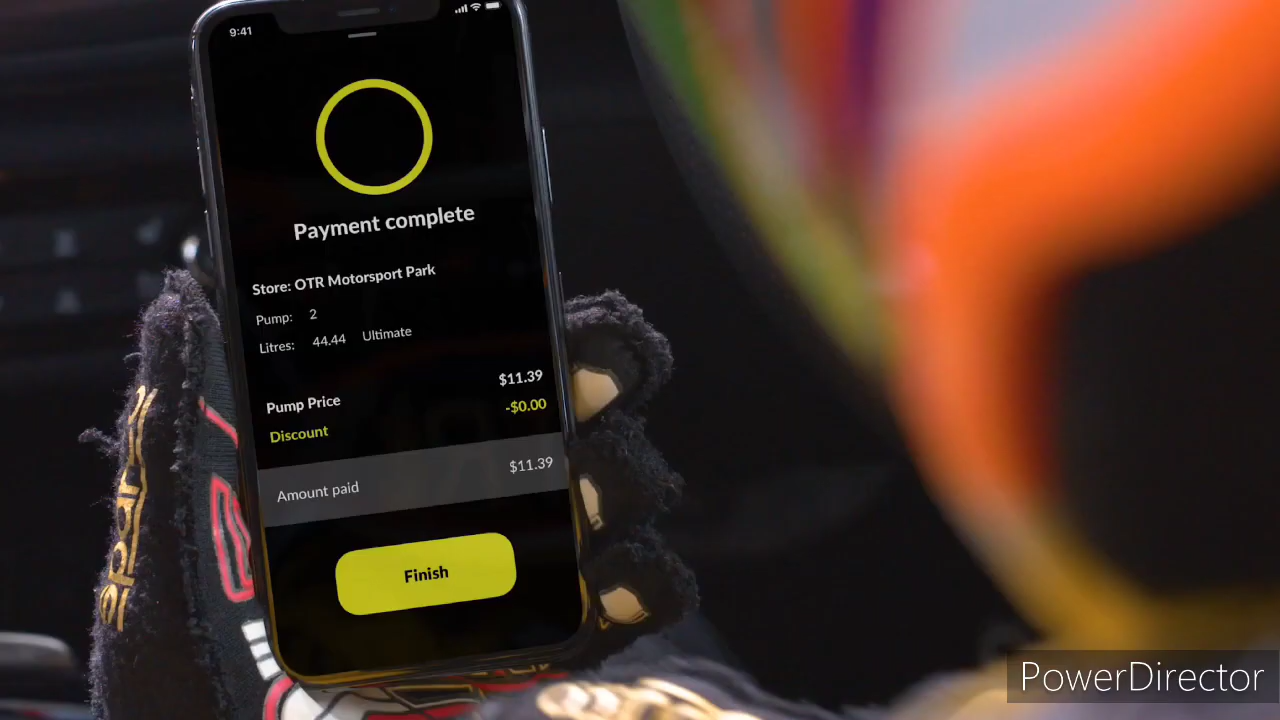 9:41
Payment complete
Store: OTR Motorsport Park
Pump: 2
Litres: 44.44 Ultimate
Pump Price $11.39
Discount -$0.00
Amount paid $11.39
Finish
PowerDirector